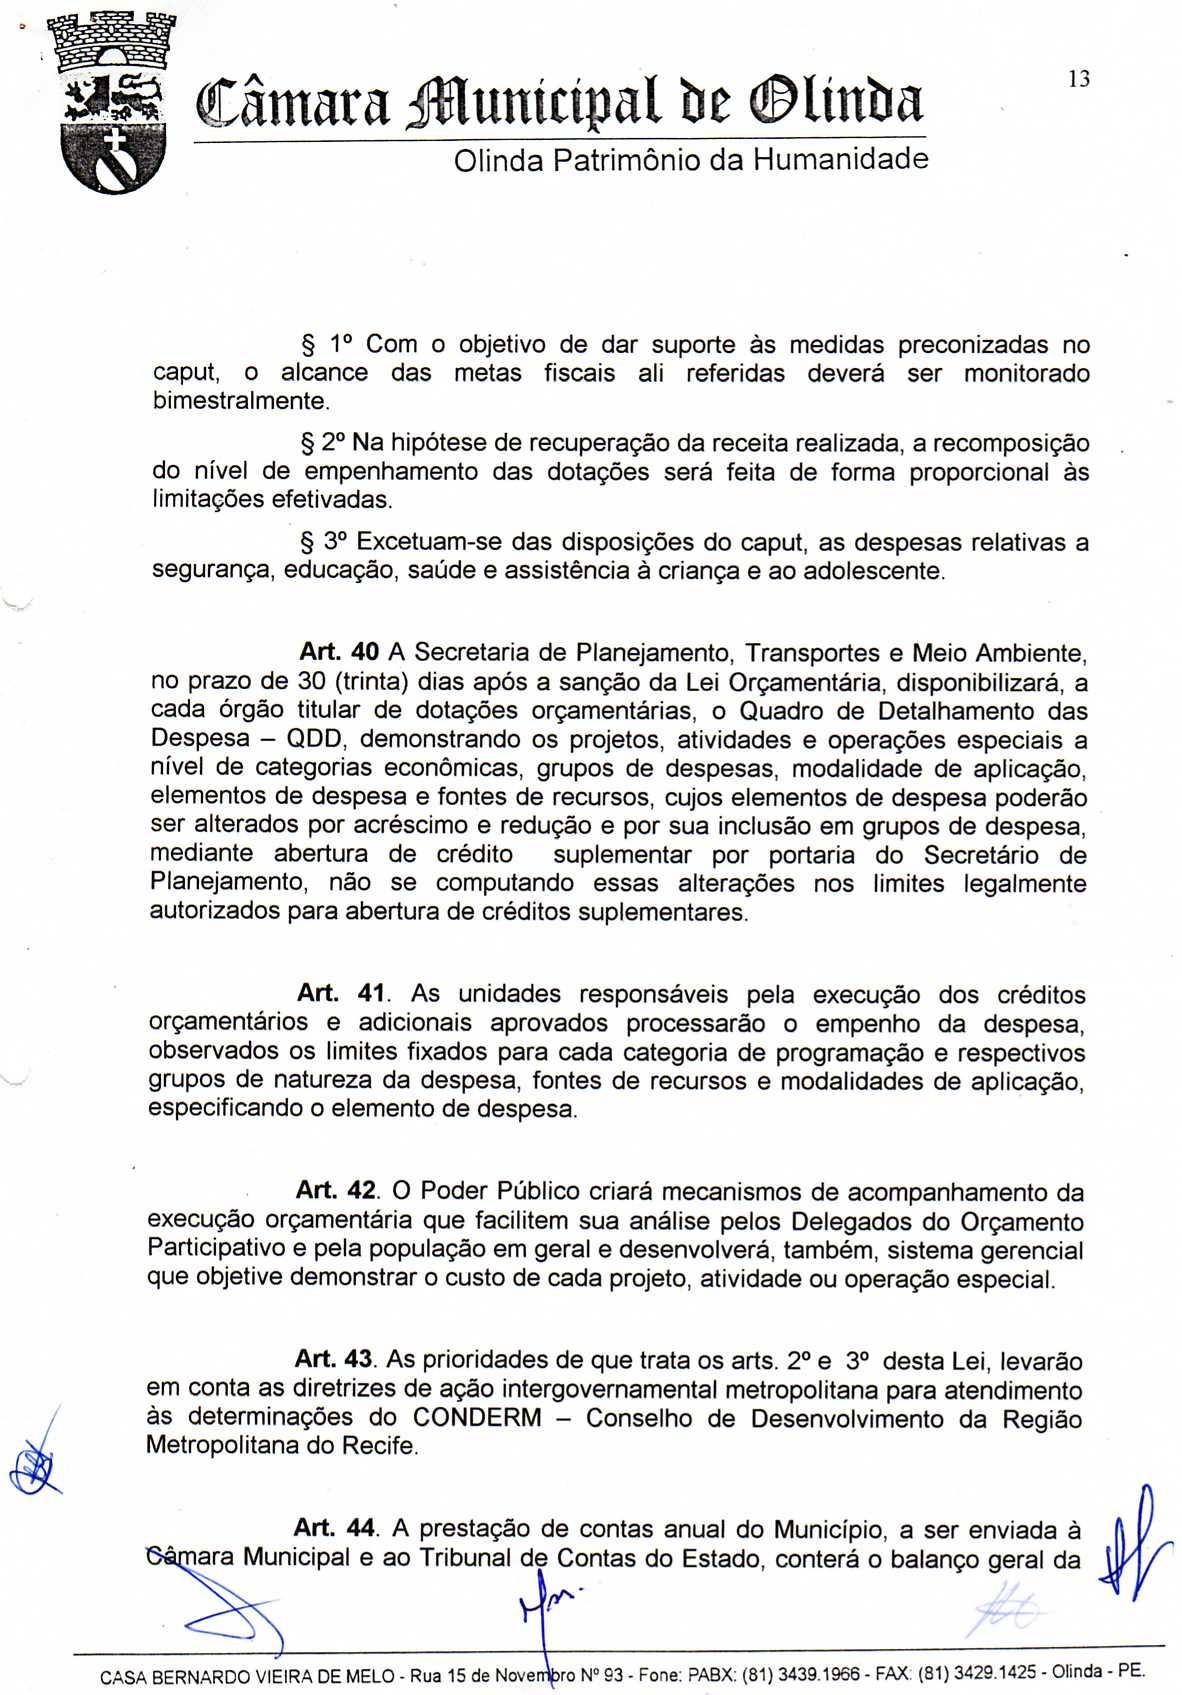 Câmara Municipal de Olinda
13
Olinda Patrimônio da Humanidade
§ 1º Com o objetivo de dar suporte às medidas preconizadas no
caput, o alcance das metas fiscais ali referidas deverá ser monitorado
bimestralmente.
§ 2º Na hipótese de recuperação da receita realizada, a recomposição
do nível de empenhamento das dotações será feita de forma proporcional às
limitações efetivadas.
§ 3º Excetuam-se das disposições do caput, as despesas relativas a
segurança, educação, saúde e assistência à criança e ao adolescente.
Art. 40 A Secretaria de Planejamento, Transportes e Meio Ambiente,
no prazo de 30 (trinta) dias após a sanção da Lei Orçamentária, disponibilizará, a
cada órgão titular de dotações orçamentárias, o Quadro de Detalhamento das
Despesa – QDD, demonstrando os projetos, atividades e operações especiais a
nível de categorias econômicas, grupos de despesas, modalidade de aplicação,
elementos de despesa e fontes de recursos, cujos elementos de despesa poderão
ser alterados por acréscimo e redução e por sua inclusão em grupos de despesa,
mediante abertura de crédito suplementar por portaria do Secretário de
Planejamento, não se computando essas alterações nos limites legalmente
autorizados para abertura de créditos suplementares.
Art. 41. As unidades responsáveis pela execução dos créditos
orçamentários e adicionais aprovados processarão o empenho da despesa,
observados os limites fixados para cada categoria de programação e respectivos
grupos de natureza da despesa, fontes de recursos e modalidades de aplicação,
especificando o elemento de despesa.
Art. 42. O Poder Público criará mecanismos de acompanhamento da
execução orçamentária que facilitem sua análise pelos Delegados do Orçamento
Participativo e pela população em geral e desenvolverá, também, sistema gerencial
que objetive demonstrar o custo de cada projeto, atividade ou operação especial.
Art. 43. As prioridades de que trata os arts. 2º e 3º desta Lei, levarão
em conta as diretrizes de ação intergovernamental metropolitana para atendimento
às determinações do CONDERM – Conselho de Desenvolvimento da Região
Metropolitana do Recife.
Art. 44. A prestação de contas anual do Município, a ser enviada à
Câmara Municipal e ao Tribunal de Contas do Estado, conterá o balanço geral da
CASA BERNARDO VIEIRA DE MELO - Rua 15 de Novembro Nº 93 - Fone: PABX: (81) 3439.1966 - FAX: (81) 3429.1425 - Olinda - PE.